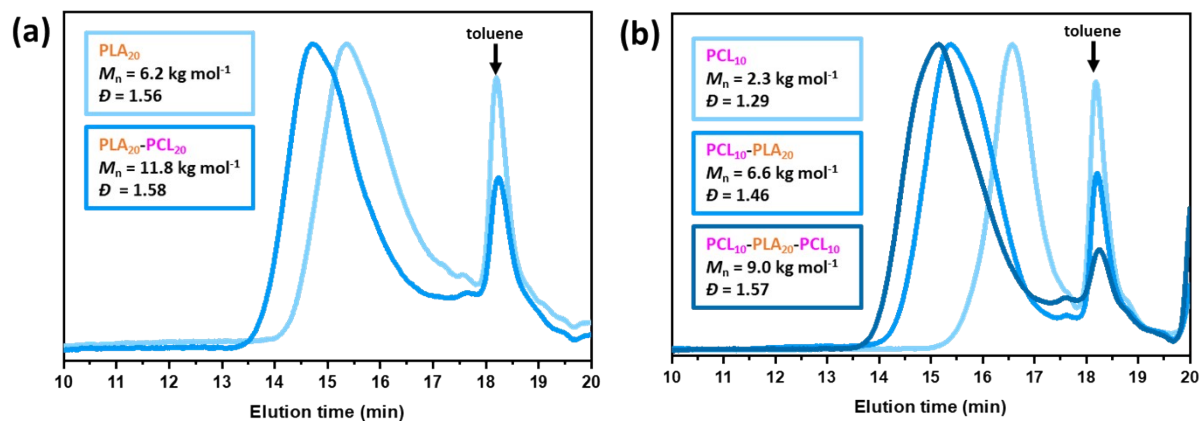 (a)
PLA₂₀
Mₙ = 6.2 kg mol⁻¹
Đ = 1.56
PLA₂₀-PCL₂₀
Mₙ = 11.8 kg mol⁻¹
Đ = 1.58
toluene
10 11 12 13 14 15 16 17 18 19 20
Elution time (min)
(b)
PCL₁₀
Mₙ = 2.3 kg mol⁻¹
Đ = 1.29
PCL₁₀-PLA₂₀
Mₙ = 6.6 kg mol⁻¹
Đ = 1.46
PCL₁₀-PLA₂₀-PCL₁₀
Mₙ = 9.0 kg mol⁻¹
Đ = 1.57
toluene
10 11 12 13 14 15 16 17 18 19 20
Elution time (min)